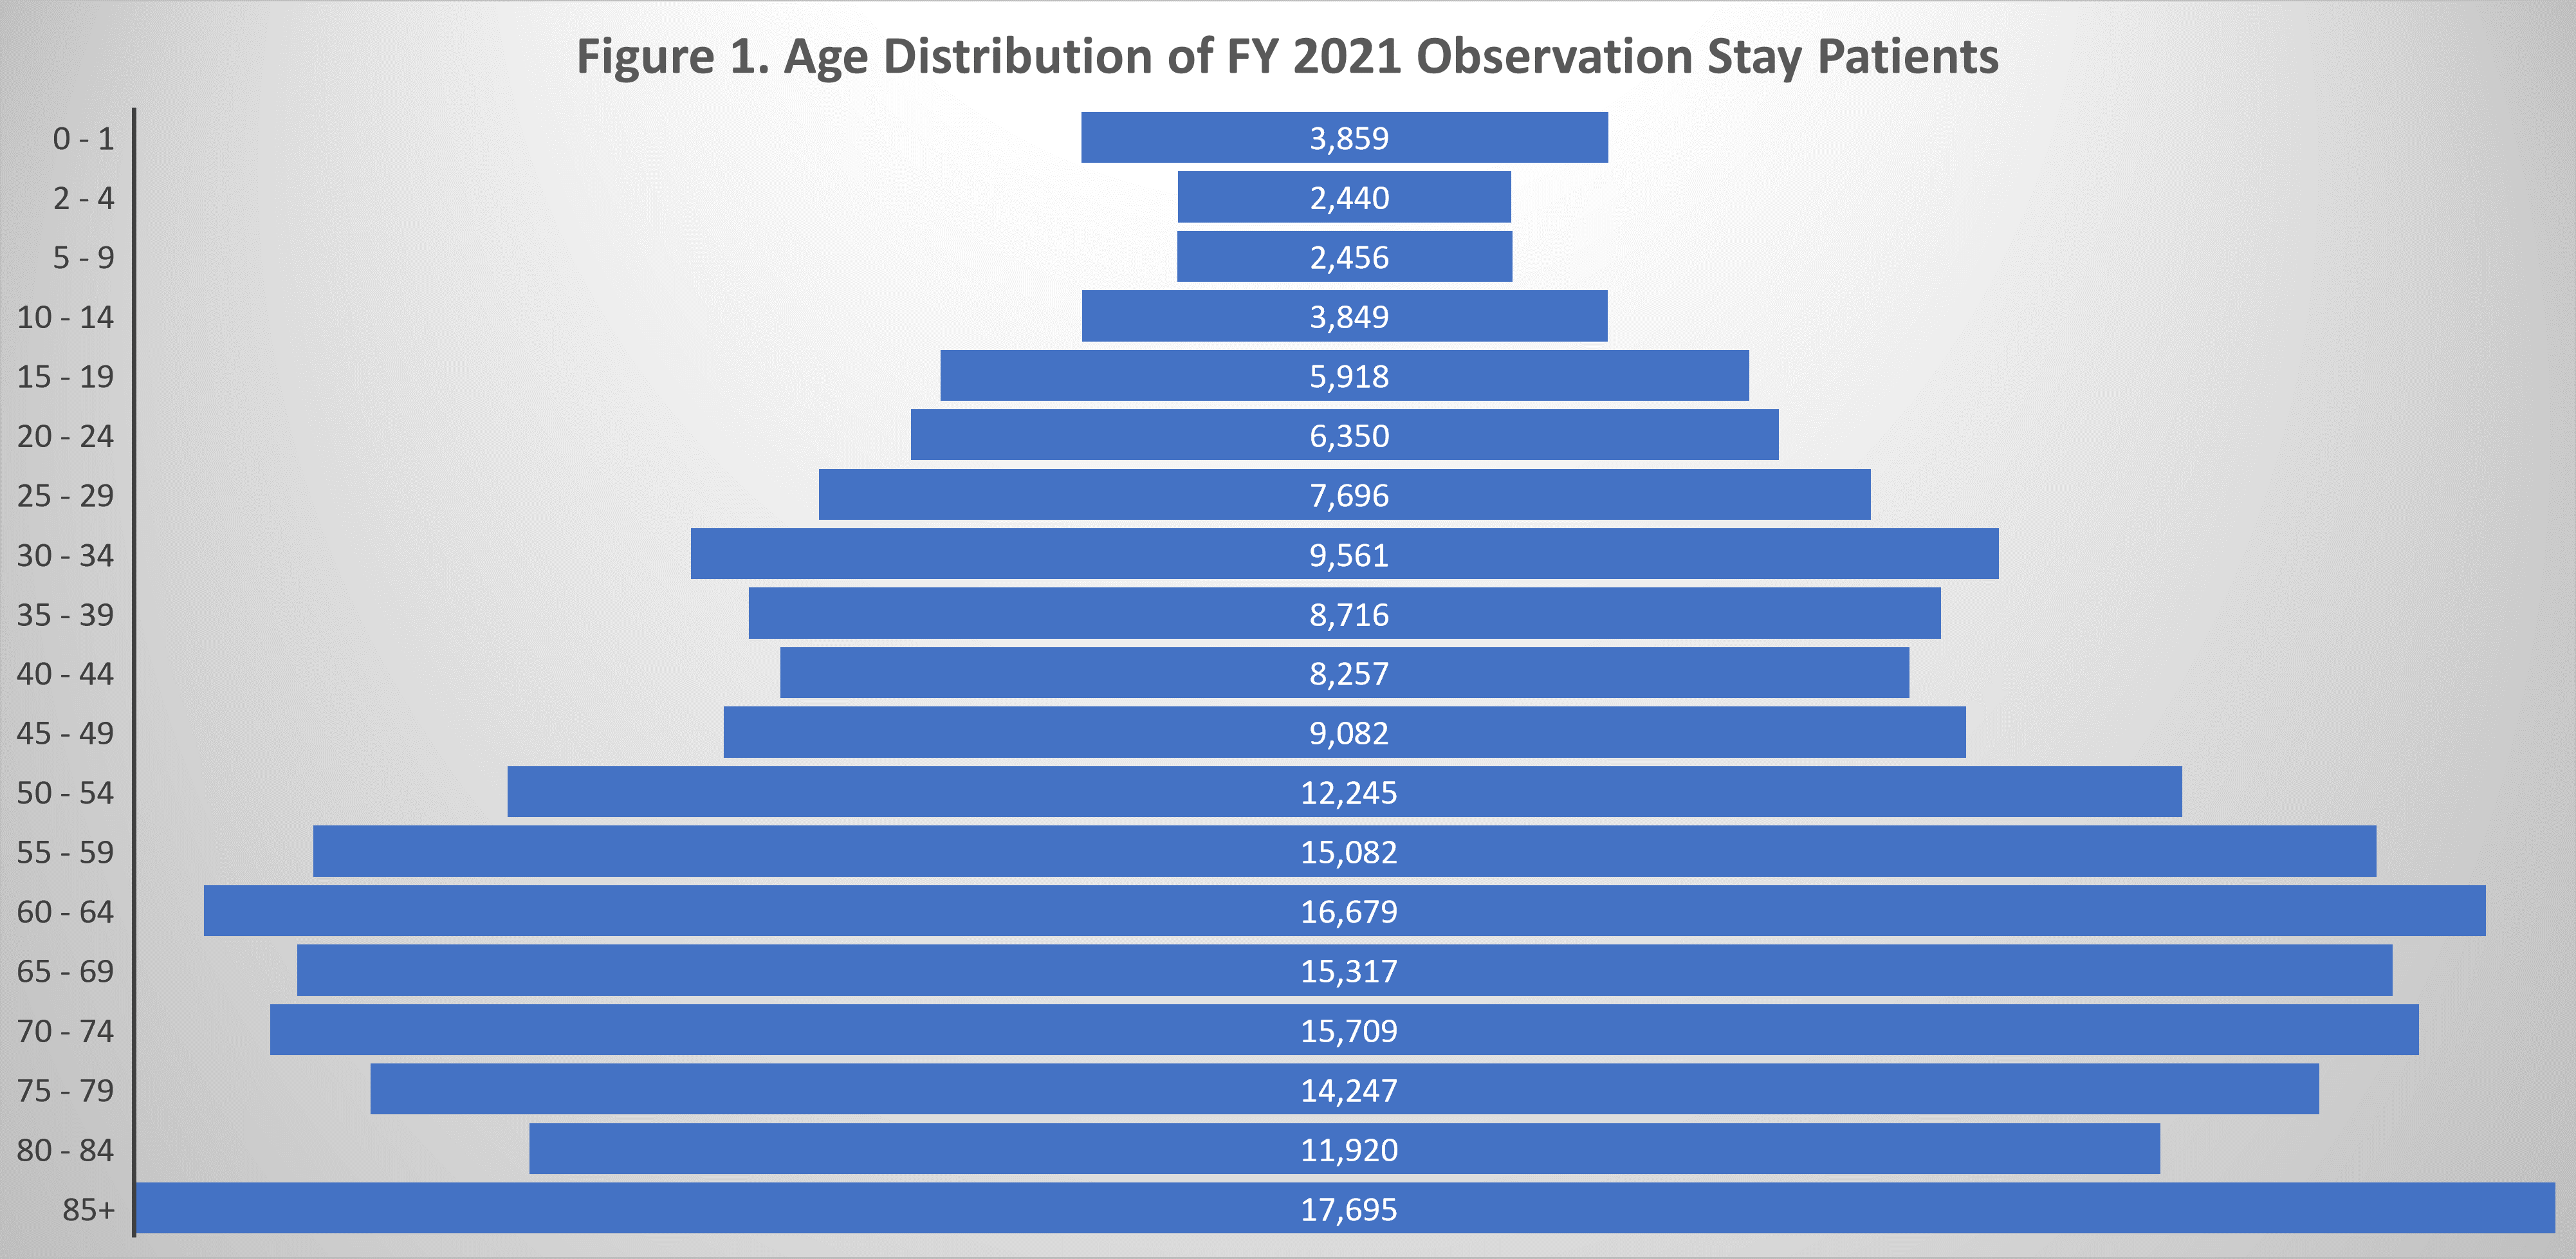 Figure 1. Age Distribution of FY 2021 Observation Stay Patients
0 - 1 3,859
2 - 4 2,440
5 - 9 2,456
10 - 14 3,849
15 - 19 5,918
20 - 24 6,350
25 - 29 7,696
30 - 34 9,561
35 - 39 8,716
40 - 44 8,257
45 - 49 9,082
50 - 54 12,245
55 - 59 15,082
60 - 64 16,679
65 - 69 15,317
70 - 74 15,709
75 - 79 14,247
80 - 84 11,920
85+ 17,695